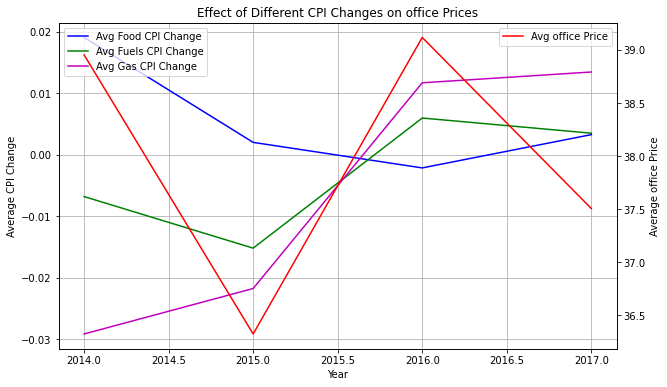 Effect of Different CPI Changes on office Prices
Avg Food CPI Change
Avg Fuels CPI Change
Avg Gas CPI Change
Avg office Price
0.02
0.01
0.00
−0.01
−0.02
−0.03
Average CPI Change
39.0
38.5
38.0
37.5
37.0
36.5
Average office Price
2014.0 2014.5 2015.0 2015.5 2016.0 2016.5 2017.0
Year